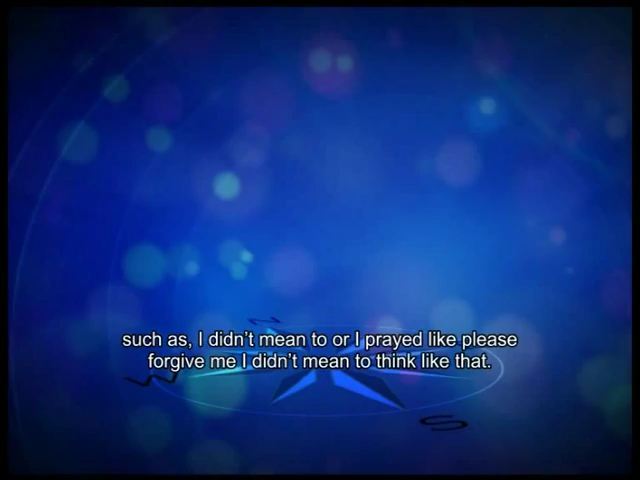 N
such as, I didn't mean to or I prayed like please
forgive me I didn't mean to think like that.
W
S